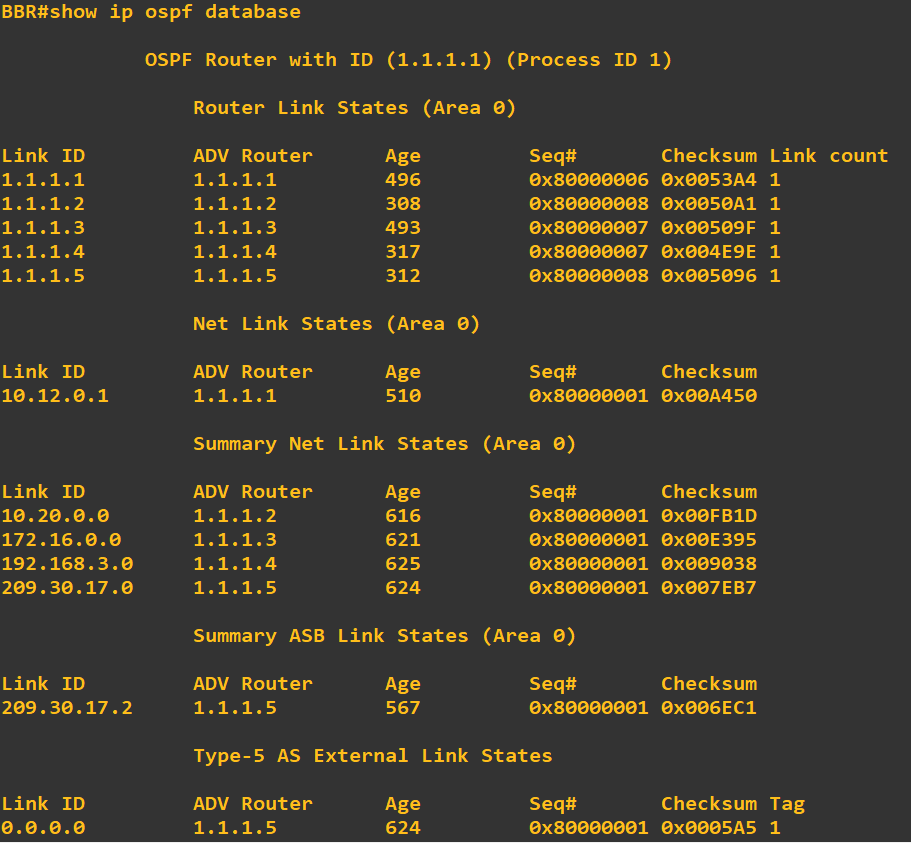 BBR#show ip ospf database
OSPF Router with ID (1.1.1.1) (Process ID 1)
Router Link States (Area 0)
Link ID ADV Router Age Seq# Checksum Link count
1.1.1.1 1.1.1.1 496 0x80000006 0x0053A4 1
1.1.1.2 1.1.1.2 308 0x80000008 0x0050A1 1
1.1.1.3 1.1.1.3 493 0x80000007 0x00509F 1
1.1.1.4 1.1.1.4 317 0x80000007 0x004E9E 1
1.1.1.5 1.1.1.5 312 0x80000008 0x005096 1
Net Link States (Area 0)
Link ID ADV Router Age Seq# Checksum
10.12.0.1 1.1.1.1 510 0x80000001 0x00A450
Summary Net Link States (Area 0)
Link ID ADV Router Age Seq# Checksum
10.20.0.0 1.1.1.2 616 0x80000001 0x00FB1D
172.16.0.0 1.1.1.3 621 0x80000001 0x00E395
192.168.3.0 1.1.1.4 625 0x80000001 0x009038
209.30.17.0 1.1.1.5 624 0x80000001 0x007EB7
Summary ASB Link States (Area 0)
Link ID ADV Router Age Seq# Checksum
209.30.17.2 1.1.1.5 567 0x80000001 0x006EC1
Type-5 AS External Link States
Link ID ADV Router Age Seq# Checksum Tag
0.0.0.0 1.1.1.5 624 0x80000001 0x0005A5 1